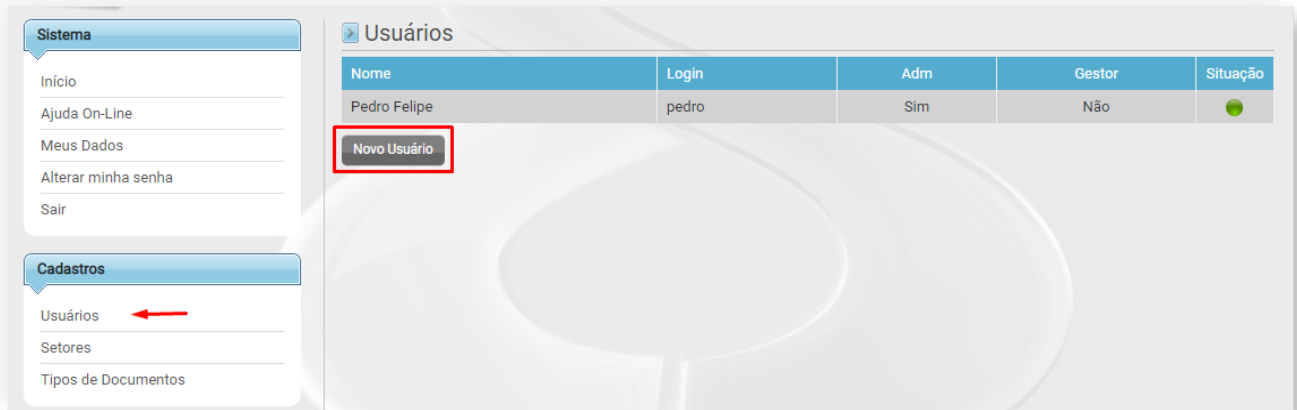 Sistema
Início
Ajuda On-Line
Meus Dados
Alterar minha senha
Sair
Cadastros
Usuários
Setores
Tipos de Documentos
Usuários
Nome Login Adm Gestor Situação
Pedro Felipe pedro Sim Não
Novo Usuário